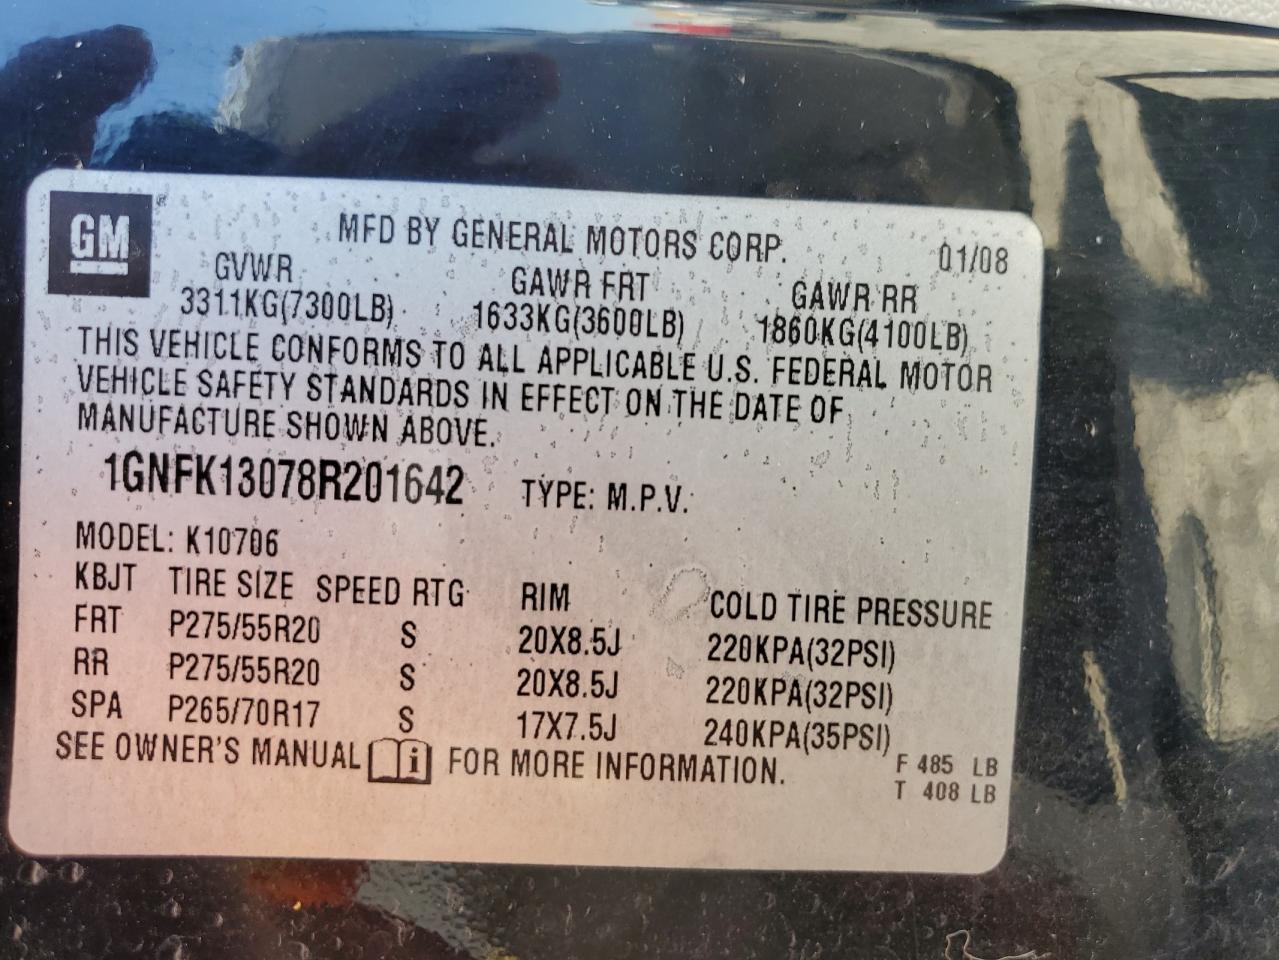 GM
MFD BY GENERAL MOTORS CORP. 01/08
GVWR GAWR FRT GAWR RR
3311KG(7300LB) 1633KG(3600LB) 1860KG(4100LB)
THIS VEHICLE CONFORMS TO ALL APPLICABLE U.S. FEDERAL MOTOR
VEHICLE SAFETY STANDARDS IN EFFECT ON THE DATE OF
MANUFACTURE SHOWN ABOVE.
1GNFK13078R201642 TYPE: M.P.V.
MODEL: K10706
KBJT TIRE SIZE SPEED RTG RIM COLD TIRE PRESSURE
FRT P275/55R20 S 20X8.5J 220KPA(32PSI)
RR P275/55R20 S 20X8.5J 220KPA(32PSI)
SPA P265/70R17 S 17X7.5J 240KPA(35PSI)
SEE OWNER'S MANUAL i FOR MORE INFORMATION.
F 485 LB
T 408 LB